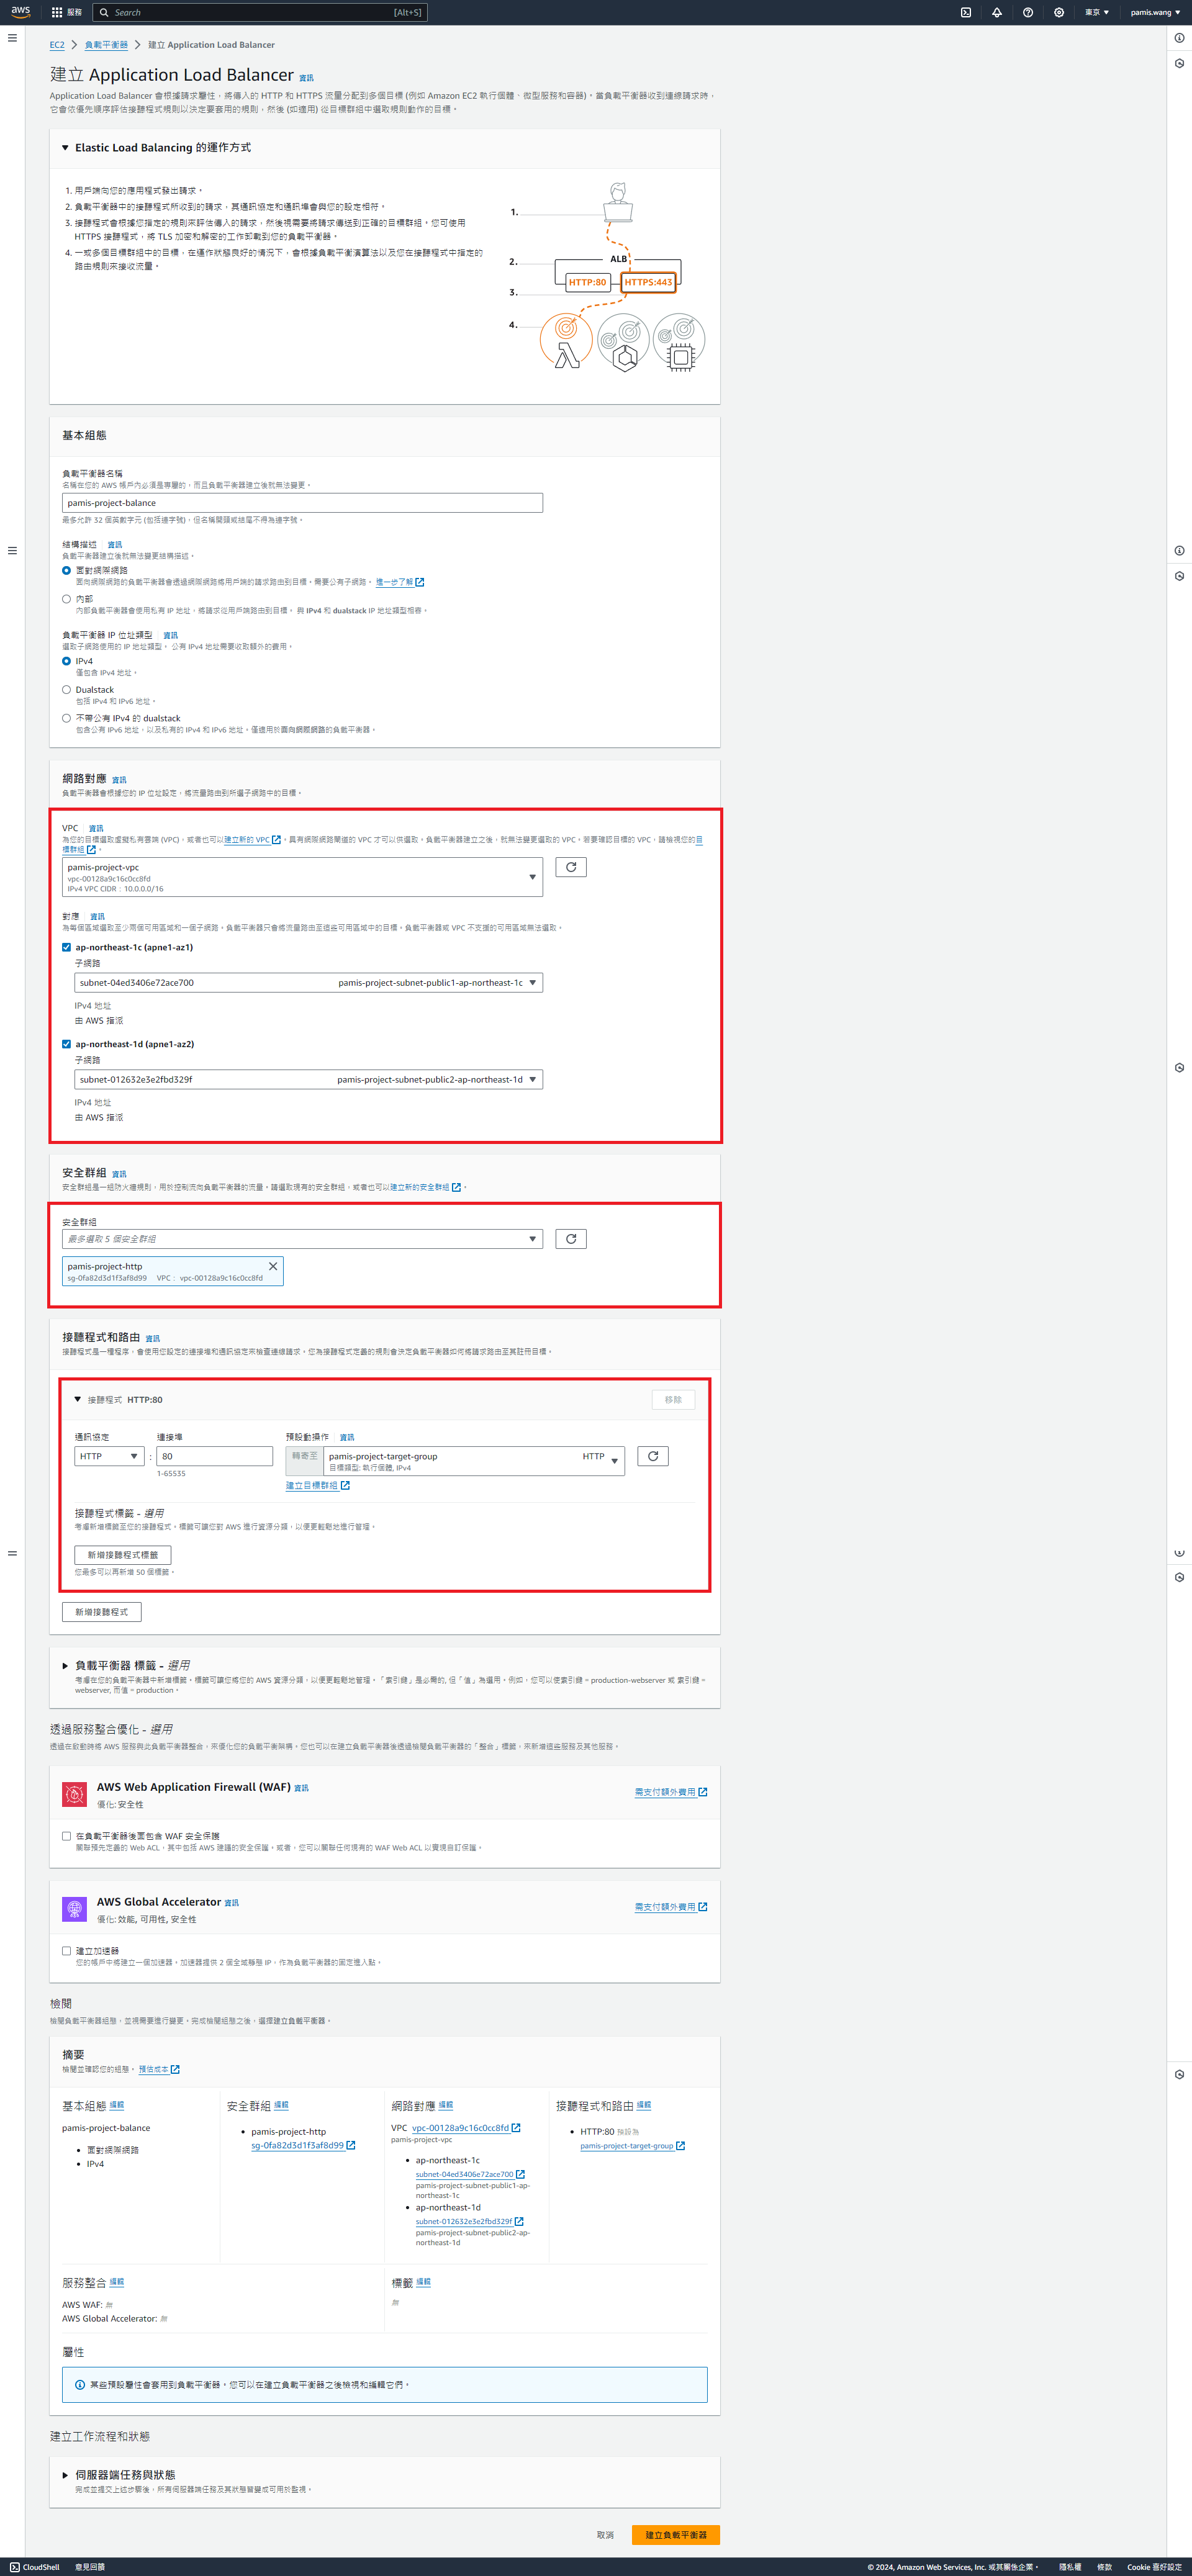 aws
服務
Search
[Alt+S]
東京 ▼
pamis.wang ▼
EC2 > 負載平衡器 > 建立 Application Load Balancer
建立 Application Load Balancer 資訊
Application Load Balancer 會根據請求屬性，將傳入的 HTTP 和 HTTPS 流量分配到多個目標 (例如 Amazon EC2 執行個體、微型服務和容器)。當負載平衡器收到連線請求時，
它會依優先順序評估接聽程式規則以決定要套用的規則，然後 (如適用) 從目標群組中選取規則動作的目標。
▼ Elastic Load Balancing 的運作方式
1. 用戶端向您的應用程式發出請求。
2. 負載平衡器中的接聽程式所收到的請求，其通訊協定和通訊埠會與您的設定相符。
3. 接聽程式會根據您指定的規則來評估傳入的請求，然後視需要將請求傳送到正確的目標群組。您可使用
HTTPS 接聽程式，將 TLS 加密和解密的工作卸載到您的負載平衡器。
4. 一或多個目標群組中的目標，在運作狀態良好的情況下，會根據負載平衡演算法以及您在接聽程式中指定的
路由規則來接收流量。
1.
2.
ALB
HTTP:80
HTTPS:443
3.
4.
基本組態
負載平衡器名稱
名稱在您的 AWS 帳戶內必須是專屬的，而且負載平衡器建立後就無法變更。
pamis-project-balance
最多允許 32 個英數字元 (包括連字號)，但名稱開頭或結尾不得為連字號。
結構描述 資訊
負載平衡器建立後就無法變更結構描述。
面對網際網路
面向網際網路的負載平衡器會透過網際網路將用戶端的請求路由到目標。需要公有子網路。 進一步了解
內部
內部負載平衡器會使用私有 IP 地址，將請求從用戶端路由到目標。 與 IPv4 和 dualstack IP 地址類型相容。
負載平衡器 IP 位址類型 資訊
選取子網路使用的 IP 地址類型。 公有 IPv4 地址需要收取額外的費用。
IPv4
僅包含 IPv4 地址。
Dualstack
包括 IPv4 和 IPv6 地址。
不帶公有 IPv4 的 dualstack
包含公有 IPv6 地址，以及私有的 IPv4 和 IPv6 地址。僅適用於面向網際網路的負載平衡器。
網路對應 資訊
負載平衡器會根據您的 IP 位址設定，將流量路由到所選子網路中的目標。
VPC 資訊
為您的目標選取虛擬私有雲端 (VPC)，或者也可以建立新的 VPC 。具有網際網路閘道的 VPC 才可以供選取。負載平衡器建立之後，就無法變更選取的 VPC。若要確認目標的 VPC，請檢視您的目
標群組 。
pamis-project-vpc
vpc-00128a9c16c0cc8fd
IPv4 VPC CIDR：10.0.0.0/16
對應 資訊
為每個區域選取至少兩個可用區域和一個子網路。負載平衡器只會將流量路由至這些可用區域中的目標。負載平衡器或 VPC 不支援的可用區域無法選取。
ap-northeast-1c (apne1-az1)
子網路
subnet-04ed3406e72ace700 pamis-project-subnet-public1-ap-northeast-1c
IPv4 地址
由 AWS 指派
ap-northeast-1d (apne1-az2)
子網路
subnet-012632e3e2fbd329f pamis-project-subnet-public2-ap-northeast-1d
IPv4 地址
由 AWS 指派
安全群組 資訊
安全群組是一組防火牆規則，用於控制流向負載平衡器的流量。請選取現有的安全群組，或者也可以建立新的安全群組 。
安全群組
最多選取 5 個安全群組
pamis-project-http
sg-0fa82d3d1f3af8d99 VPC： vpc-00128a9c16c0cc8fd
接聽程式和路由 資訊
接聽程式是一種程序，會使用您設定的連接埠和通訊協定來檢查連線請求。您為接聽程式定義的規則會決定負載平衡器如何將請求路由至其註冊目標。
▼ 接聽程式 HTTP:80
移除
通訊協定 連接埠 預設動操作 資訊
HTTP : 80 轉寄至 pamis-project-target-group HTTP
目標類型: 執行個體, IPv4
1-65535
建立目標群組
接聽程式標籤 - 選用
考慮新增標籤至您的接聽程式。標籤可讓您對 AWS 進行資源分類，以便更輕鬆地進行管理。
新增接聽程式標籤
您最多可以再新增 50 個標籤。
新增接聽程式
▶ 負載平衡器 標籤 - 選用
考慮在您的負載平衡器中新增標籤。標籤可讓您將您的 AWS 資源分類，以便更輕鬆地管理。「索引鍵」是必需的, 但「值」為選用。例如，您可以使索引鍵 = production-webserver 或 索引鍵 =
webserver, 而值 = production。
透過服務整合優化 - 選用
透過在啟動時將 AWS 服務與此負載平衡器整合，來優化您的負載平衡架構。您也可以在建立負載平衡器後透過檢閱負載平衡器的「整合」標籤，來新增這些服務及其他服務。
AWS Web Application Firewall (WAF) 資訊
優化: 安全性
需支付額外費用
在負載平衡器後面包含 WAF 安全保護
關聯預先定義的 Web ACL，其中包括 AWS 建議的安全保護。或者，您可以關聯任何現有的 WAF Web ACL 以實現自訂保護。
AWS Global Accelerator 資訊
優化: 效能, 可用性, 安全性
需支付額外費用
建立加速器
您的帳戶中將建立一個加速器。加速器提供 2 個全域靜態 IP，作為負載平衡器的固定進入點。
檢閱
檢閱負載平衡器組態，並視需要進行變更。完成檢閱組態之後，選擇建立負載平衡器。
摘要
檢閱並確認您的組態。 預估成本
基本組態 編輯
pamis-project-balance
• 面對網際網路
• IPv4
安全群組 編輯
• pamis-project-http
sg-0fa82d3d1f3af8d99
網路對應 編輯
VPC vpc-00128a9c16c0cc8fd
pamis-project-vpc
• ap-northeast-1c
subnet-04ed3406e72ace700
pamis-project-subnet-public1-ap-
northeast-1c
• ap-northeast-1d
subnet-012632e3e2fbd329f
pamis-project-subnet-public2-ap-
northeast-1d
接聽程式和路由 編輯
• HTTP:80 預設為
pamis-project-target-group
服務整合 編輯
AWS WAF: 無
AWS Global Accelerator: 無
標籤 編輯
無
屬性
某些預設屬性會套用到負載平衡器。您可以在建立負載平衡器之後檢視和編輯它們。
建立工作流程和狀態
▶ 伺服器端任務與狀態
完成並提交上述步驟後，所有伺服器端任務及其狀態皆變成可用於監視。
取消
建立負載平衡器
CloudShell
意見回饋
© 2024, Amazon Web Services, Inc. 或其關係企業。
隱私權
條款
Cookie 喜好設定